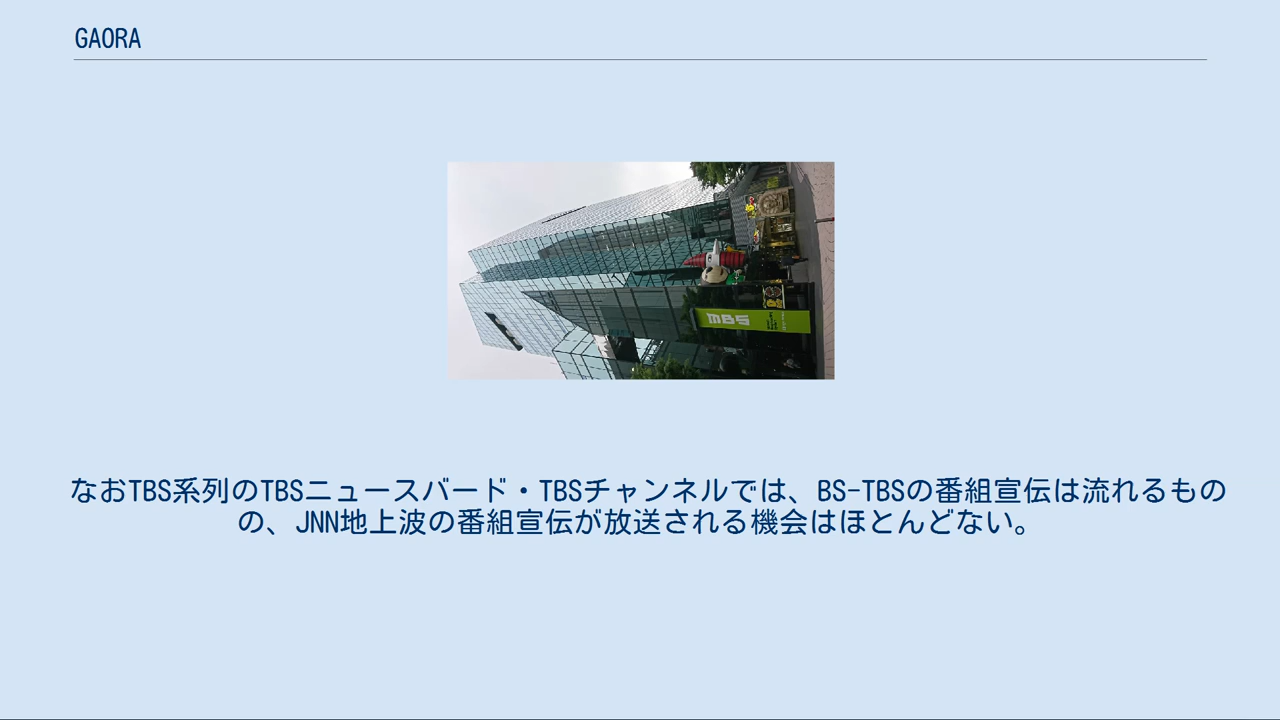 GAORA
MBS
なおTBS系列のTBSニュースバード・TBSチャンネルでは、BS-TBSの番組宣伝は流れるもの
の、JNN地上波の番組宣伝が放送される機会はほとんどない。